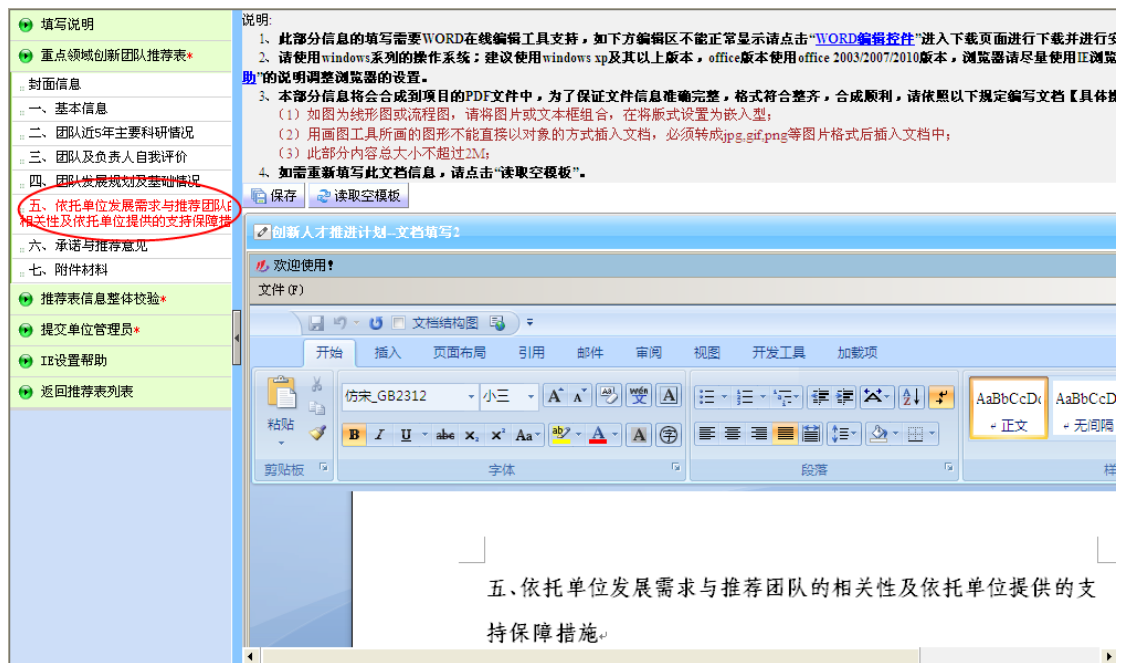 填写说明
重点领域创新团队推荐表*
封面信息
一、基本信息
二、团队近5年主要科研情况
三、团队及负责人自我评价
四、团队发展规划及基础情况
五、依托单位发展需求与推荐团队
相关性及依托单位提供的支持保障措
六、承诺与推荐意见
七、附件材料
推荐表信息整体校验*
提交单位管理员*
IE设置帮助
返回推荐表列表
说明:
1、此部分信息的填写需要WORD在线编辑工具支持，如下方编辑区不能正常显示请点击“WORD编辑控件”进入下载页面进行下载并进行安
2、请使用windows系列的操作系统；建议使用windows xp及其以上版本，office版本使用office 2003/2007/2010版本，浏览器请尽量使用IE浏览
助”的说明调整浏览器的设置。
3、本部分信息将会合成到项目的PDF文件中，为了保证文件信息准确完整，格式符合整齐，合成顺利，请依照以下规定编写文档【具体操
（1）如图为线形图或流程图，请将图片或文本框组合，在将版式设置为嵌入型；
（2）用画图工具所画的图形不能直接以对象的方式插入文档，必须转成jpg,gif,png等图片格式后插入文档中；
（3）此部分内容总大小不超过2M；
4、如需重新填写此文档信息，请点击“读取空模板”。
保存 读取空模板
创新人才推进计划--文档填写2
欢迎使用！
文件(F)
文档结构图
开始 插入 页面布局 引用 邮件 审阅 视图 开发工具 加载项
粘贴
剪贴板
仿宋_GB2312 小三 A A wén 文 A
B I U abc x₂ x² Aa ab A A 字
字体
A Z
段落
AaBbCcDc AaBbCcD
正文 无间隔
样
五、依托单位发展需求与推荐团队的相关性及依托单位提供的支
持保障措施